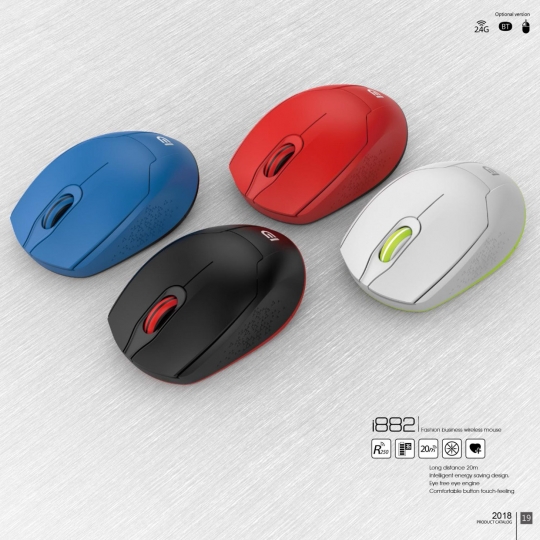 Optional version
2.4G
BT
i882
Fashion business wireless mouse
20m
Long distance 20m.
Intelligent energy saving design.
Eye free eye engine
Comfortable button touch-feeling
2018
PRODUCT CATALOG
19